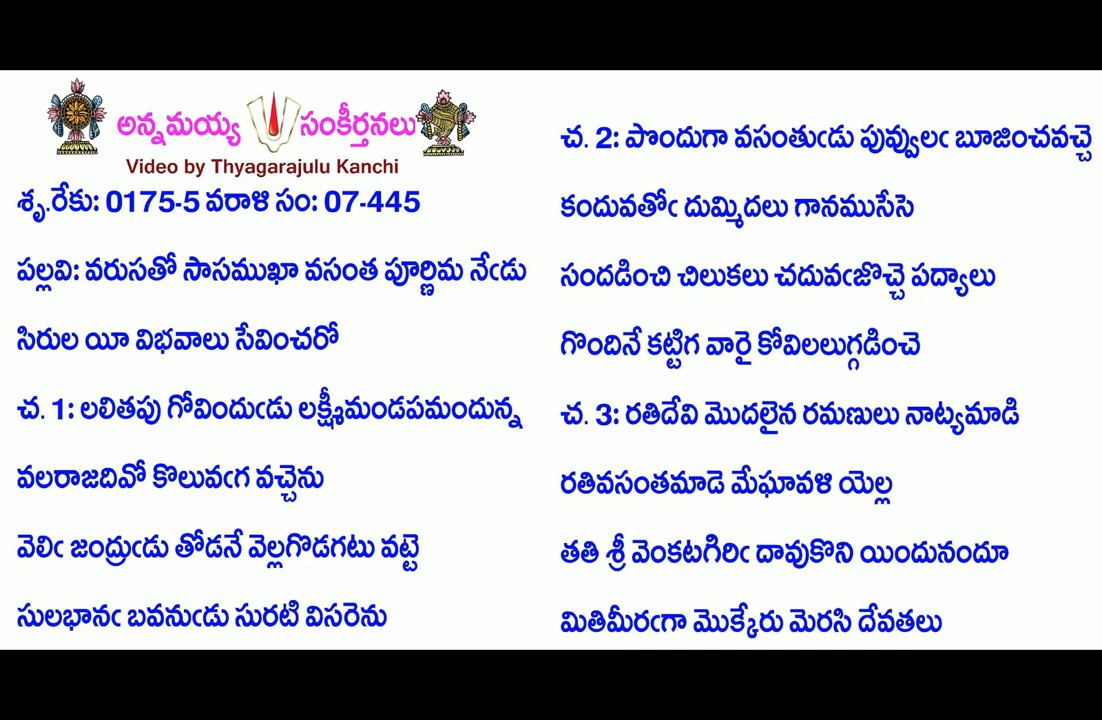 అన్నమయ్య సంకీర్తనలు
Video by Thyagarajulu Kanchi
శృ.రేకు: 0175-5 వరాళి సం: 07-445
పల్లవి: వరుసతో సాసముఖా వసంత పూర్ణిమ నేఁడు
సిరుల యీ విభవాలు సేవించరో
చ. 1: లలితపు గోవిందుఁడు లక్ష్మీమండపమందున్న
వలరాజదివో కొలువఁగ వచ్చెను
వెలిఁ జంద్రుఁడు తోడనే వెల్లగొడగటు వట్టె
సులభానఁ బవనుఁడు సురటి విసరెను
చ. 2: పొందుగా వసంతుఁడు పువ్వులఁ బూజించవచ్చె
కందువతోఁ దుమ్మిదలు గానముసేసె
సందడించి చిలుకలు చదువఁజొచ్చె పద్యాలు
గొందినే కట్టిగ వారై కోవిలలుగ్గడించె
చ. 3: రతిదేవి మొదలైన రమణులు నాట్యమాడి
రతివసంతమాడె మేఘావళి యెల్ల
తతి శ్రీ వెంకటగిరిఁ దావుకొని యిందునందూ
మితిమీరఁగా మొక్కేరు మెరసి దేవతలు